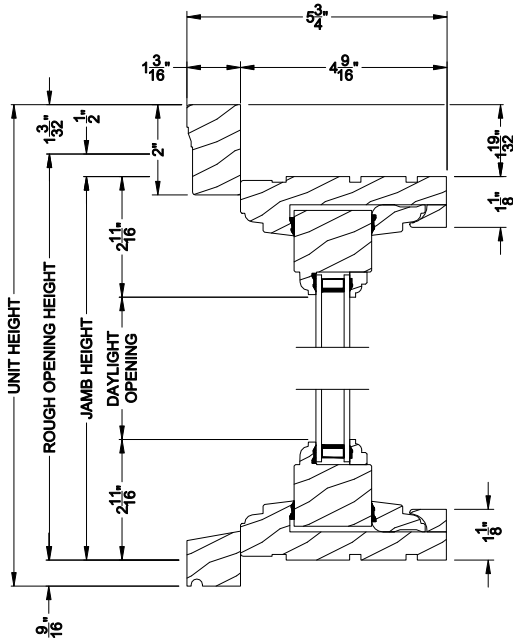 5 3/4"
1 3/16"
4 9/16"
1 3/32"
1/2"
2"
1 19/32"
1 1/8"
2 11/16"
UNIT HEIGHT
ROUGH OPENING HEIGHT
JAMB HEIGHT
DAYLIGHT
OPENING
2 11/16"
1 1/8"
9/16"